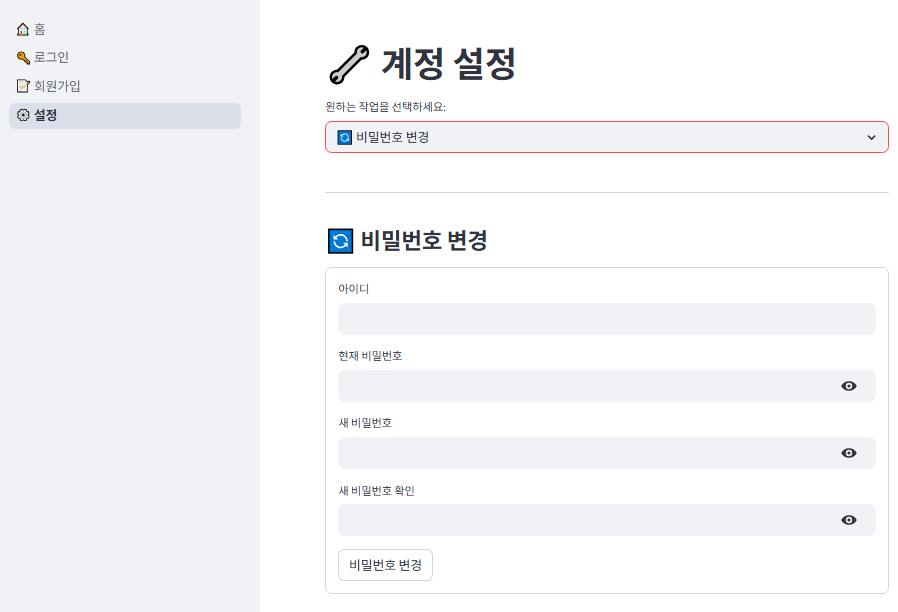 홈
로그인
회원가입
설정
계정 설정
원하는 작업을 선택하세요:
비밀번호 변경
비밀번호 변경
아이디
현재 비밀번호
새 비밀번호
새 비밀번호 확인
비밀번호 변경